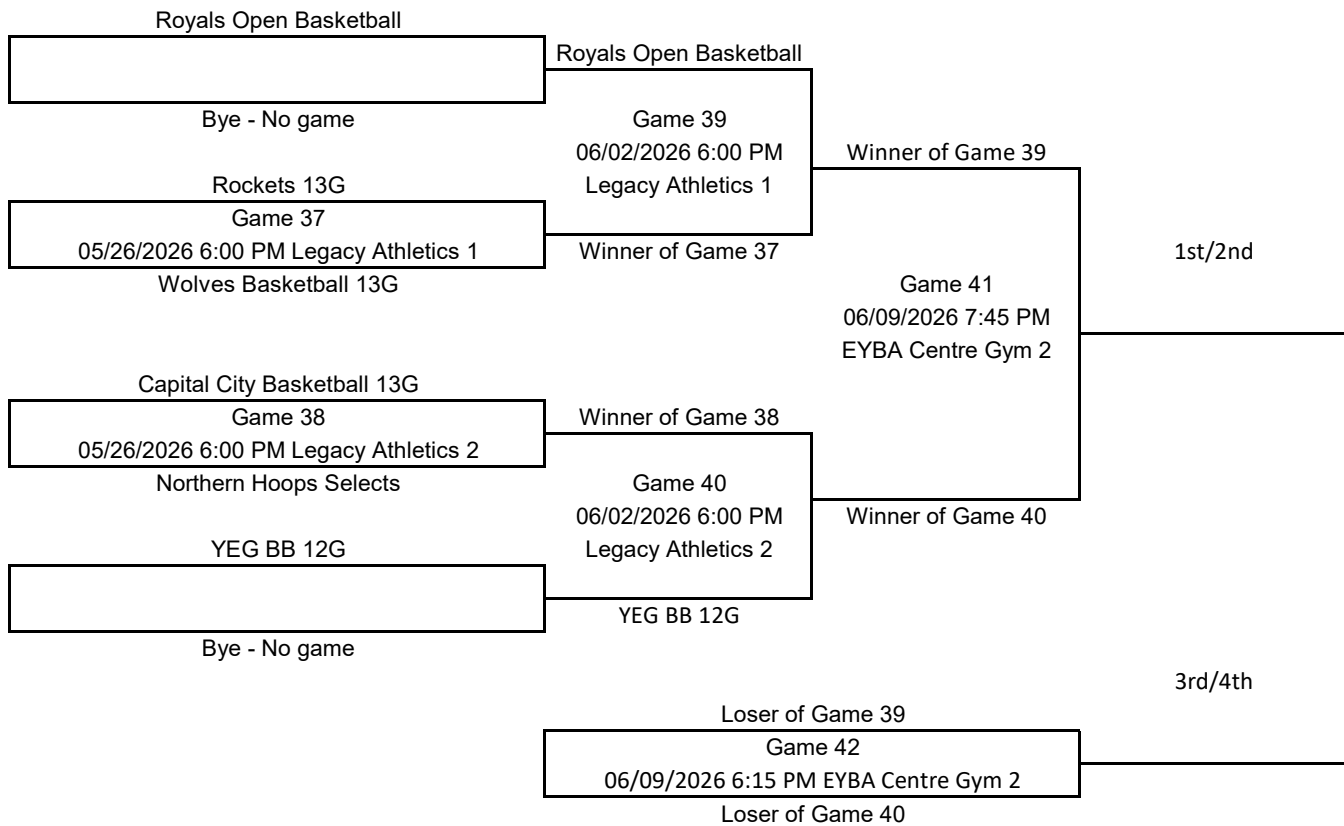 Royals Open Basketball
Bye - No game
Rockets 13G
Game 37
05/26/2026 6:00 PM Legacy Athletics 1
Wolves Basketball 13G
Capital City Basketball 13G
Game 38
05/26/2026 6:00 PM Legacy Athletics 2
Northern Hoops Selects
YEG BB 12G
Bye - No game
Royals Open Basketball
Game 39
06/02/2026 6:00 PM
Legacy Athletics 1
Winner of Game 37
Winner of Game 38
Game 40
06/02/2026 6:00 PM
Legacy Athletics 2
YEG BB 12G
Winner of Game 39
Game 41
06/09/2026 7:45 PM
EYBA Centre Gym 2
Winner of Game 40
1st/2nd
Loser of Game 39
Game 42
06/09/2026 6:15 PM EYBA Centre Gym 2
Loser of Game 40
3rd/4th